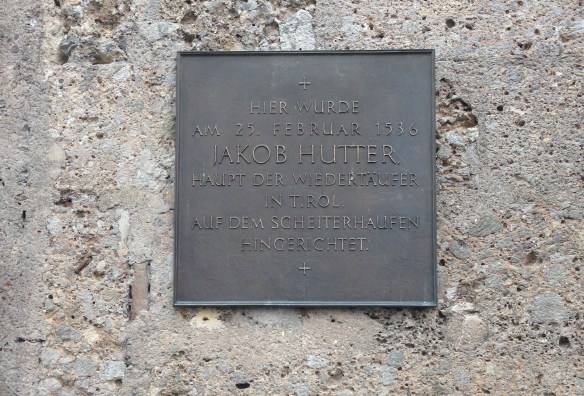 HIER WURDE
AM 25. FEBRUAR 1536
JAKOB HUTTER,
HAUPT DER WIEDERTÄUFER
IN TIROL,
AUF DEM SCHEITERHAUFEN
HINGERICHTET.